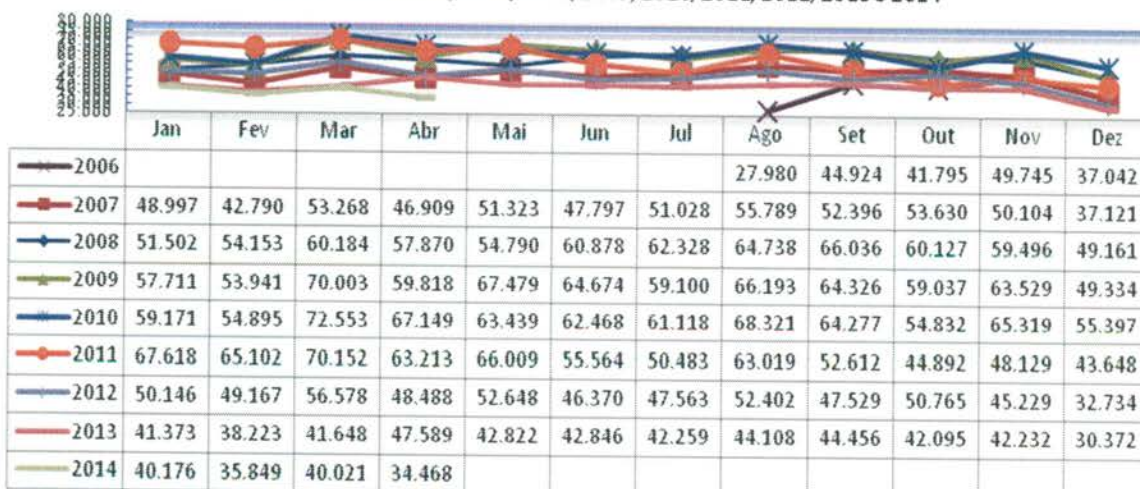 2014
25.000
Jan Fev Mar Abr Mai Jun Jul Ago Set Out Nov Dez
2006 27.980 44.924 41.795 49.745 37.042
2007 48.997 42.790 53.268 46.909 51.323 47.797 51.028 55.789 52.396 53.630 50.104 37.121
2008 51.502 54.153 60.184 57.870 54.790 60.878 62.328 64.738 66.036 60.127 59.496 49.161
2009 57.711 53.941 70.003 59.818 67.479 64.674 59.100 66.193 64.326 59.037 63.529 49.334
2010 59.171 54.895 72.553 67.149 63.439 62.468 61.118 68.321 64.277 54.832 65.319 55.397
2011 67.618 65.102 70.152 63.213 66.009 55.564 50.483 63.019 52.612 44.892 48.129 43.648
2012 50.146 49.167 56.578 48.488 52.648 46.370 47.563 52.402 47.529 50.765 45.229 32.734
2013 41.373 38.223 41.648 47.589 42.822 42.846 42.259 44.108 44.456 42.095 42.232 30.372
2014 40.176 35.849 40.021 34.468